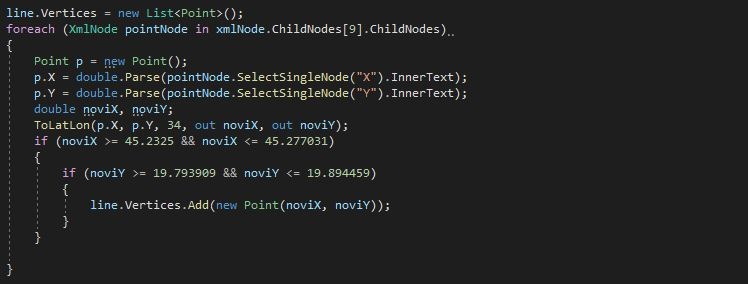 line.Vertices = new List<Point>();
foreach (XmlNode pointNode in xmlNode.ChildNodes[9].ChildNodes)
{
Point p = new Point();
p.X = double.Parse(pointNode.SelectSingleNode("X").InnerText);
p.Y = double.Parse(pointNode.SelectSingleNode("Y").InnerText);
double noviX, noviY;
ToLatLon(p.X, p.Y, 34, out noviX, out noviY);
if (noviX >= 45.2325 && noviX <= 45.277031)
{
if (noviY >= 19.793909 && noviY <= 19.894459)
{
line.Vertices.Add(new Point(noviX, noviY));
}
}
}